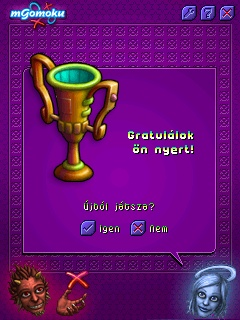 mGomoku
Gratulálok
ön nyert!
Újból játsza?
Igen Nem